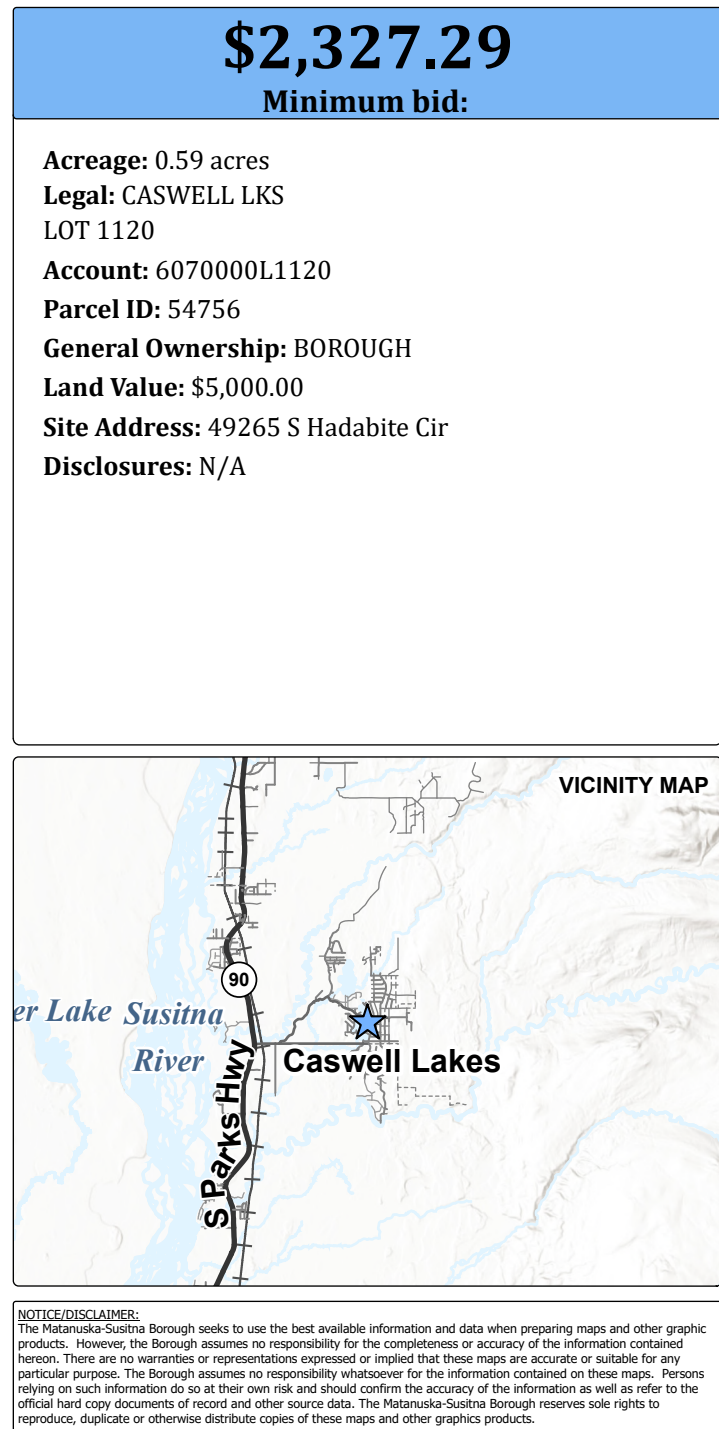 $2,327.29
Minimum bid:
Acreage: 0.59 acres
Legal: CASWELL LKS
LOT 1120
Account: 6070000L1120
Parcel ID: 54756
General Ownership: BOROUGH
Land Value: $5,000.00
Site Address: 49265 S Hadabite Cir
Disclosures: N/A
VICINITY MAP
90
er Lake Susitna
River
Caswell Lakes
S Parks Hwy
NOTICE/DISCLAIMER:
The Matanuska-Susitna Borough seeks to use the best available information and data when preparing maps and other graphic
products. However, the Borough assumes no responsibility for the completeness or accuracy of the information contained
hereon. There are no warranties or representations expressed or implied that these maps are accurate or suitable for any
particular purpose. The Borough assumes no responsibility whatsoever for the information contained on these maps. Persons
relying on such information do so at their own risk and should confirm the accuracy of the information as well as refer to the
official hard copy documents of record and other source data. The Matanuska-Susitna Borough reserves sole rights to
reproduce, duplicate or otherwise distribute copies of these maps and other graphics products.